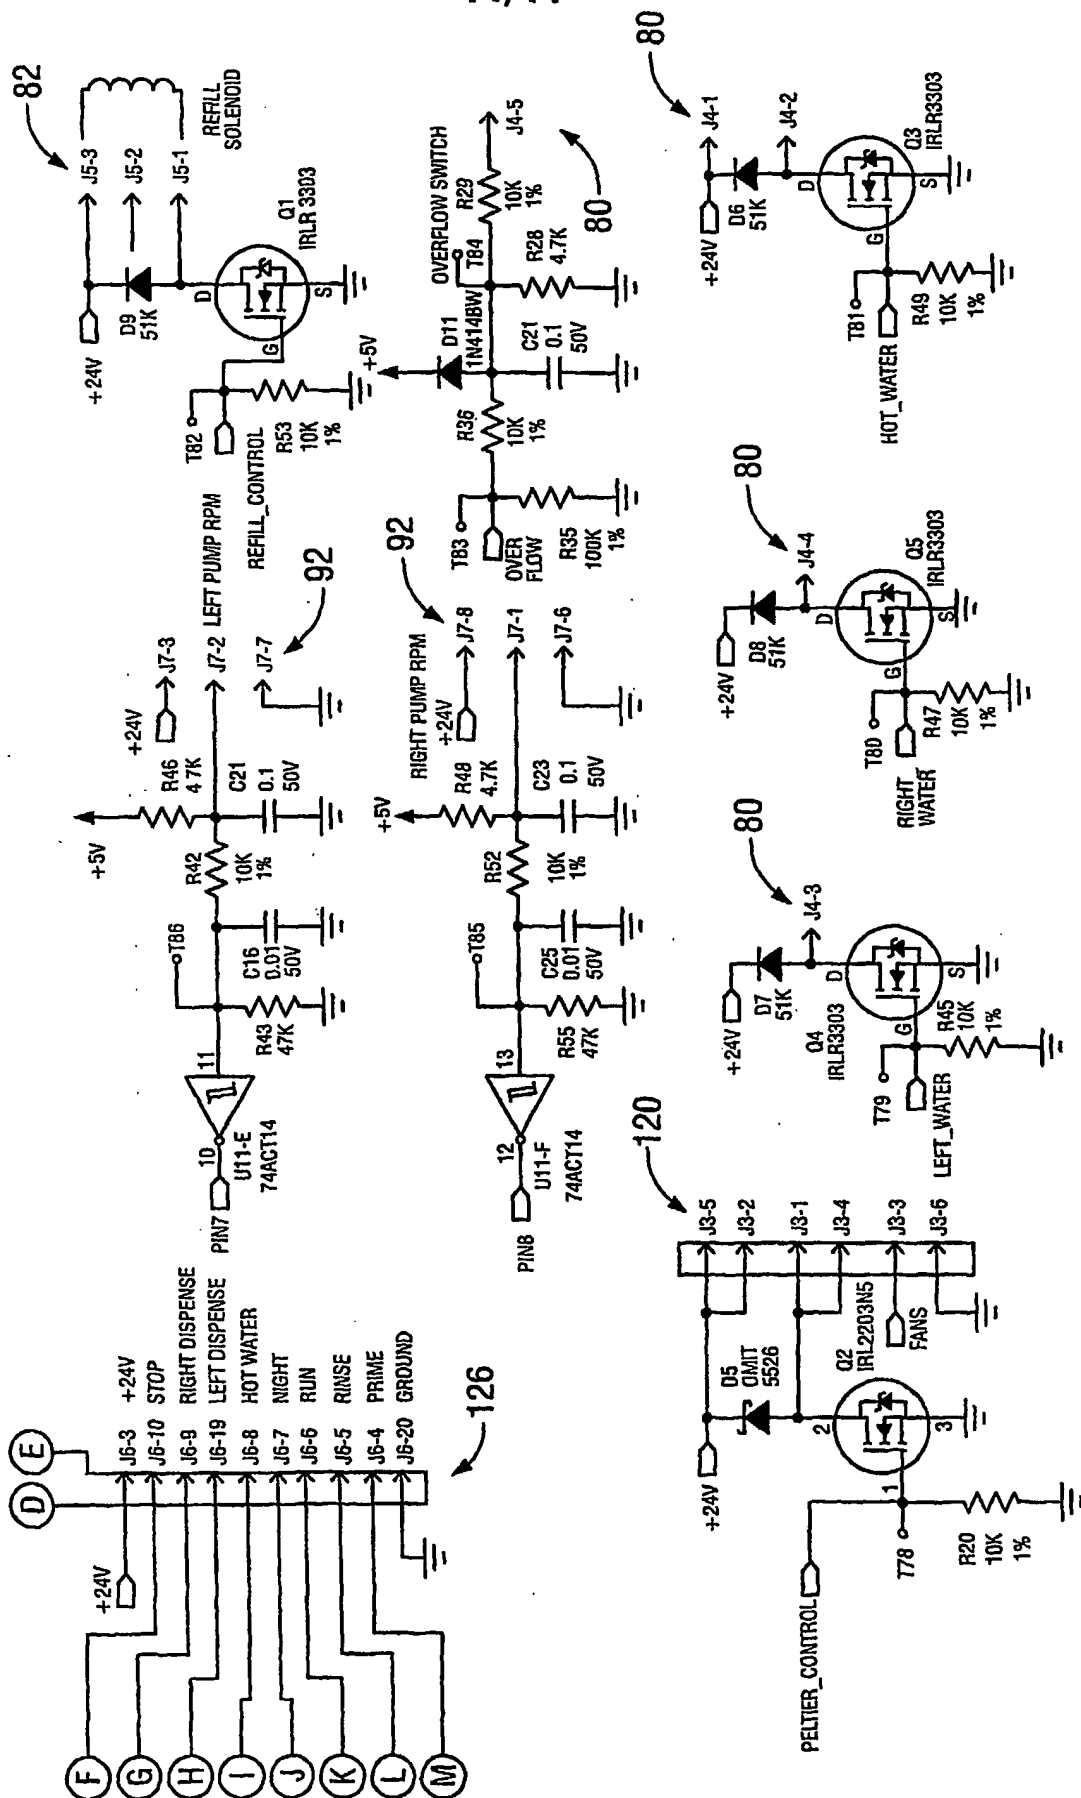 82
J5-3
J5-2
J5-1
REFILL
SOLENOID
+24V
D9
51K
D
G
S
Q1
IRLR 3303
T82
REFILL_CONTROL
R53
10K
1%
80
J4-5
OVERFLOW SWITCH
R29
10K
1%
T84
R28
4.7K
+5V
D11
1N414BW
C21
0.1
50V
R36
10K
1%
T83
OVER
FLOW
R35
100K
1%
80
J4-1
J4-2
+24V
D6
51K
D
G
S
Q3
IRLR3303
T81
HOT_WATER
R49
10K
1%
92
+24V
J7-3
J7-2
LEFT PUMP RPM
J7-7
+5V
R46
4 7K
C21
0.1
50V
R42
10K
1%
T86
C16
0.01
50V
R43
47K
11
10
U11-E
74ACT14
PIN7
92
RIGHT PUMP RPM
+24V
J7-8
J7-1
J7-6
+5V
R48
4.7K
C23
0.1
50V
R52
10K
1%
T85
C25
0.01
50V
R55
47K
13
12
U11-F
74ACT14
PIN8
80
+24V
J4-4
D8
51K
D
G
S
Q5
IRLR3303
T80
RIGHT
WATER
R47
10K
1%
80
+24V
J4-3
D7
51K
D
G
S
Q4
IRLR3303
T79
LEFT_WATER
R45
10K
1%
E
D
+24V
J6-3 +24V
J6-10 STOP
J6-9 RIGHT DISPENSE
J6-19 LEFT DISPENSE
J6-8 HOT WATER
J6-7 NIGHT
J6-6 RUN
J6-5 RINSE
J6-4 PRIME
J6-20 GROUND
126
F
G
H
I
J
K
L
M
120
J3-5
J3-2
J3-1
J3-4
J3-3
J3-6
+24V
D5
OMIT
5526
2
1
3
Q2
IRL2203N5
FANS
PELTIER_CONTROL
T78
R20
10K
1%